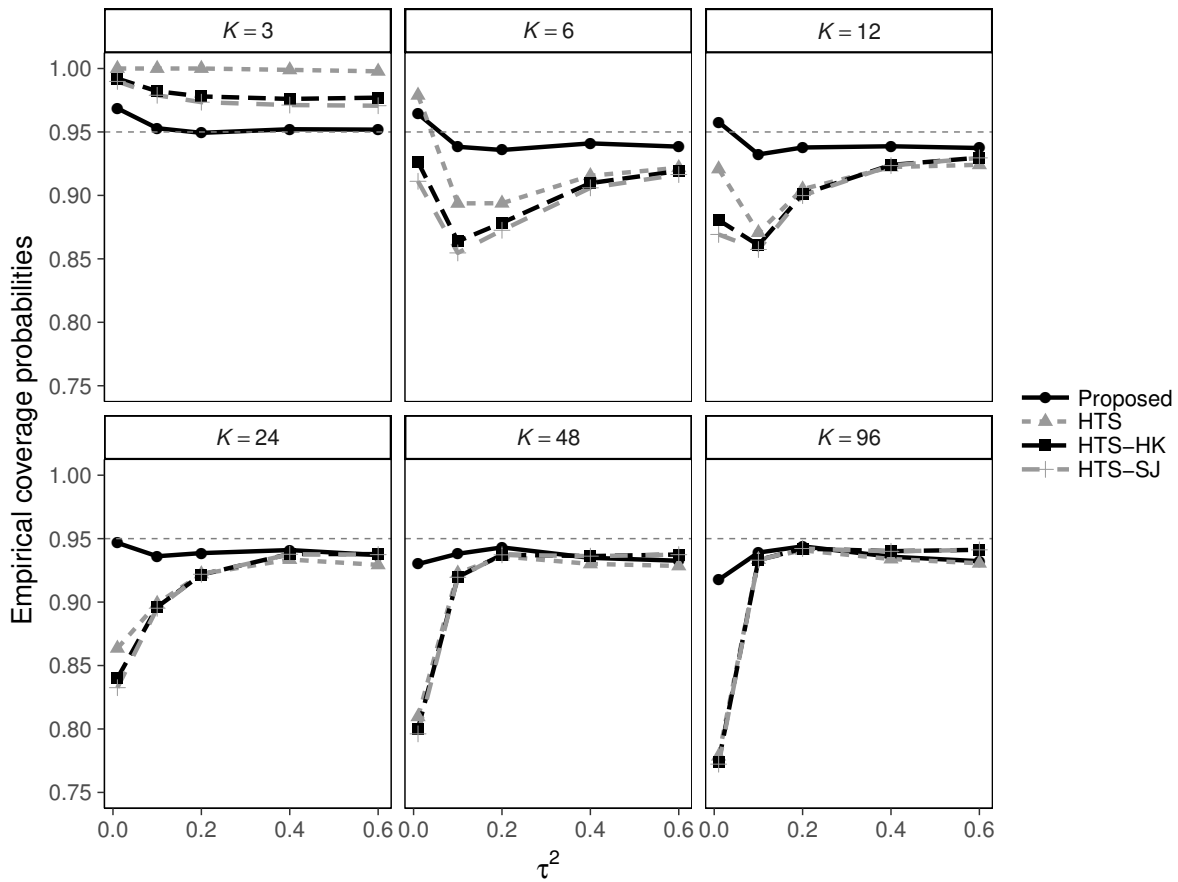 K = 3
K = 6
K = 12
1.00
0.95
0.90
0.85
0.80
0.75
K = 24
K = 48
K = 96
1.00
0.95
0.90
0.85
0.80
0.75
0.0 0.2 0.4 0.6
0.0 0.2 0.4 0.6
0.0 0.2 0.4 0.6
τ²
Empirical coverage probabilities
Proposed
HTS
HTS−HK
HTS−SJ